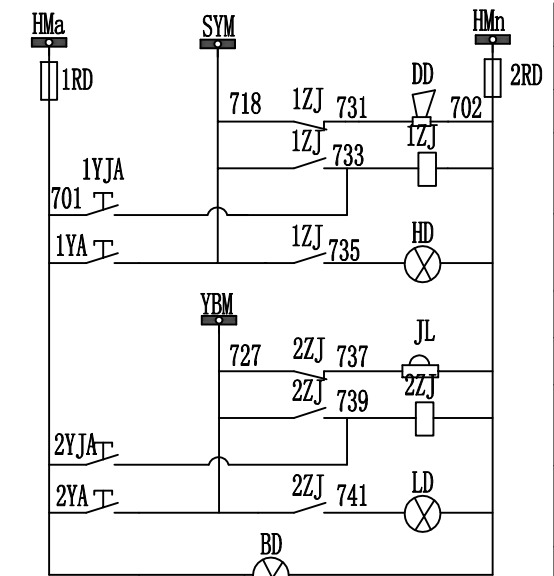 HMa
SYM
HMn
1RD
2RD
DD
718
1ZJ
731
702
1ZJ
1ZJ
733
1YJA
701
1YA
1ZJ
735
HD
YBM
JL
727
2ZJ
737
2ZJ
2ZJ
739
2YJA
2YA
2ZJ
741
LD
BD